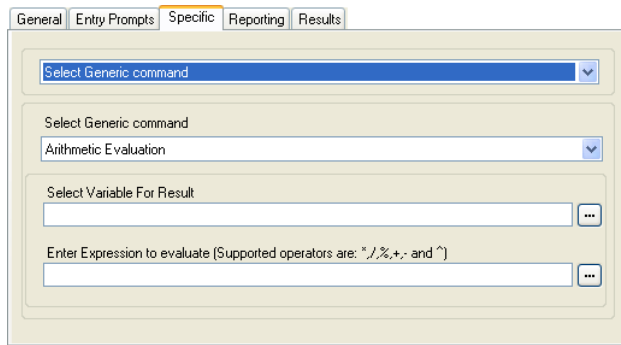 General Entry Prompts Specific Reporting Results
Select Generic command
Select Generic command
Arithmetic Evaluation
Select Variable For Result
...
Enter Expression to evaluate (Supported operators are: *,/,%,+,- and ^)
...